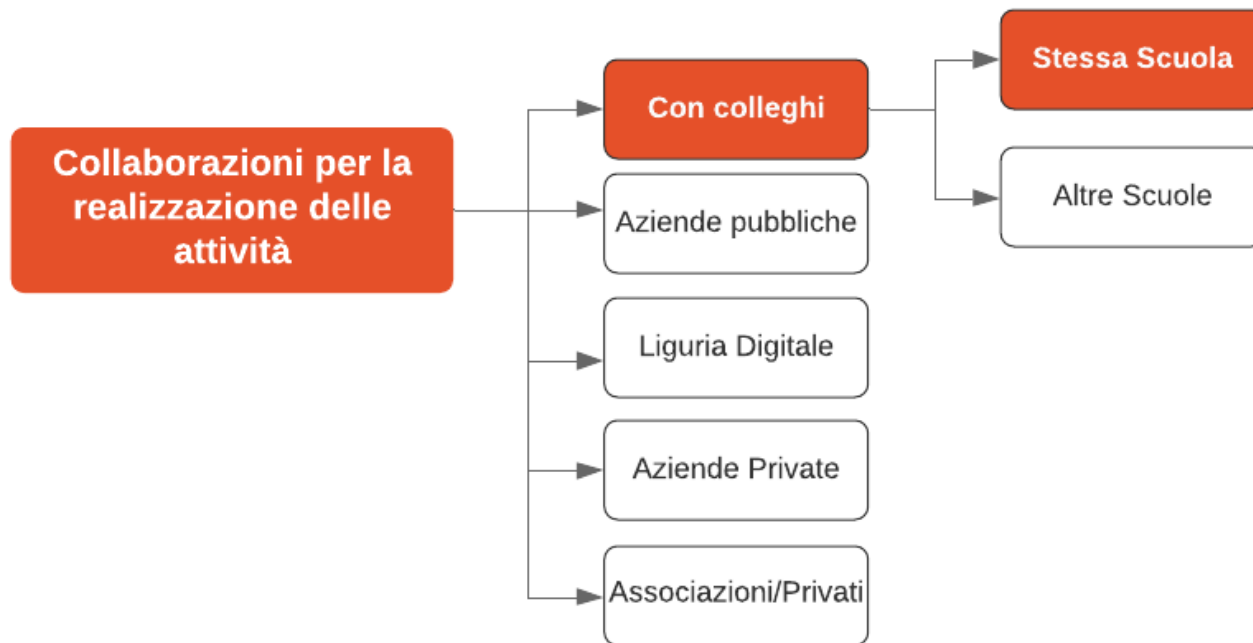 Collaborazioni per la
realizzazione delle
attività
Con colleghi
Stessa Scuola
Altre Scuole
Aziende pubbliche
Liguria Digitale
Aziende Private
Associazioni/Privati